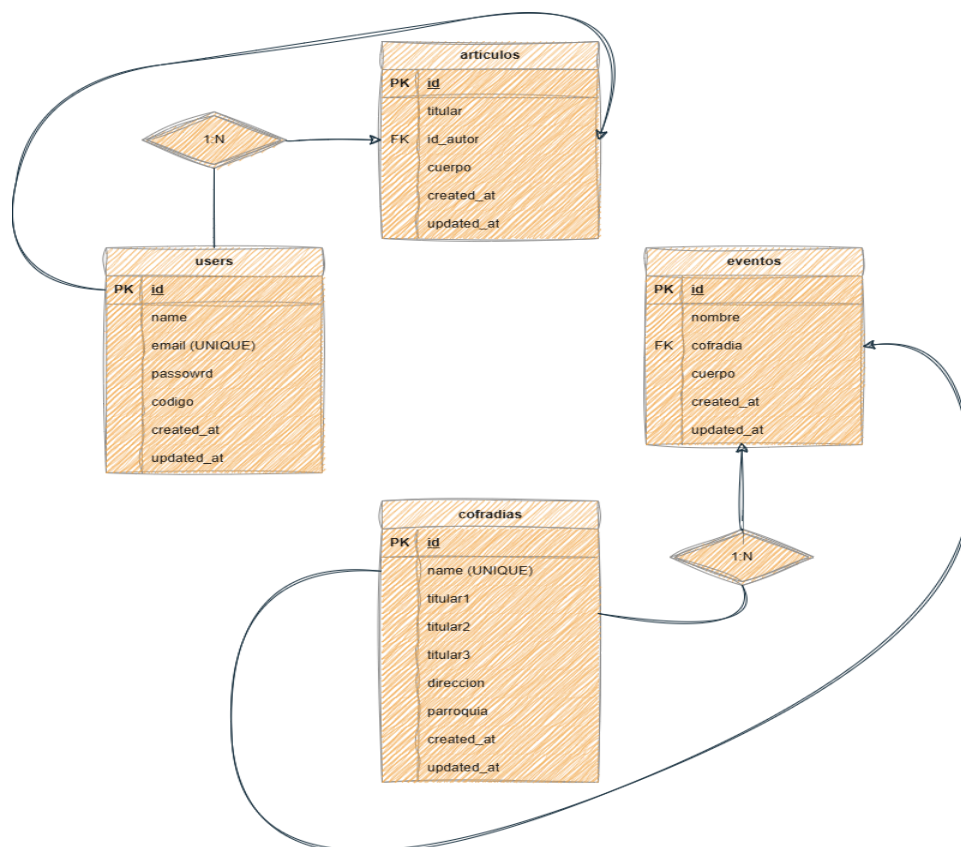 articulos
PK id
titular
FK id_autor
cuerpo
created_at
updated_at
1:N
users
PK id
name
email (UNIQUE)
passowrd
codigo
created_at
updated_at
eventos
PK id
nombre
FK cofradia
cuerpo
created_at
updated_at
cofradias
PK id
name (UNIQUE)
titular1
titular2
titular3
direccion
parroquia
created_at
updated_at
1:N